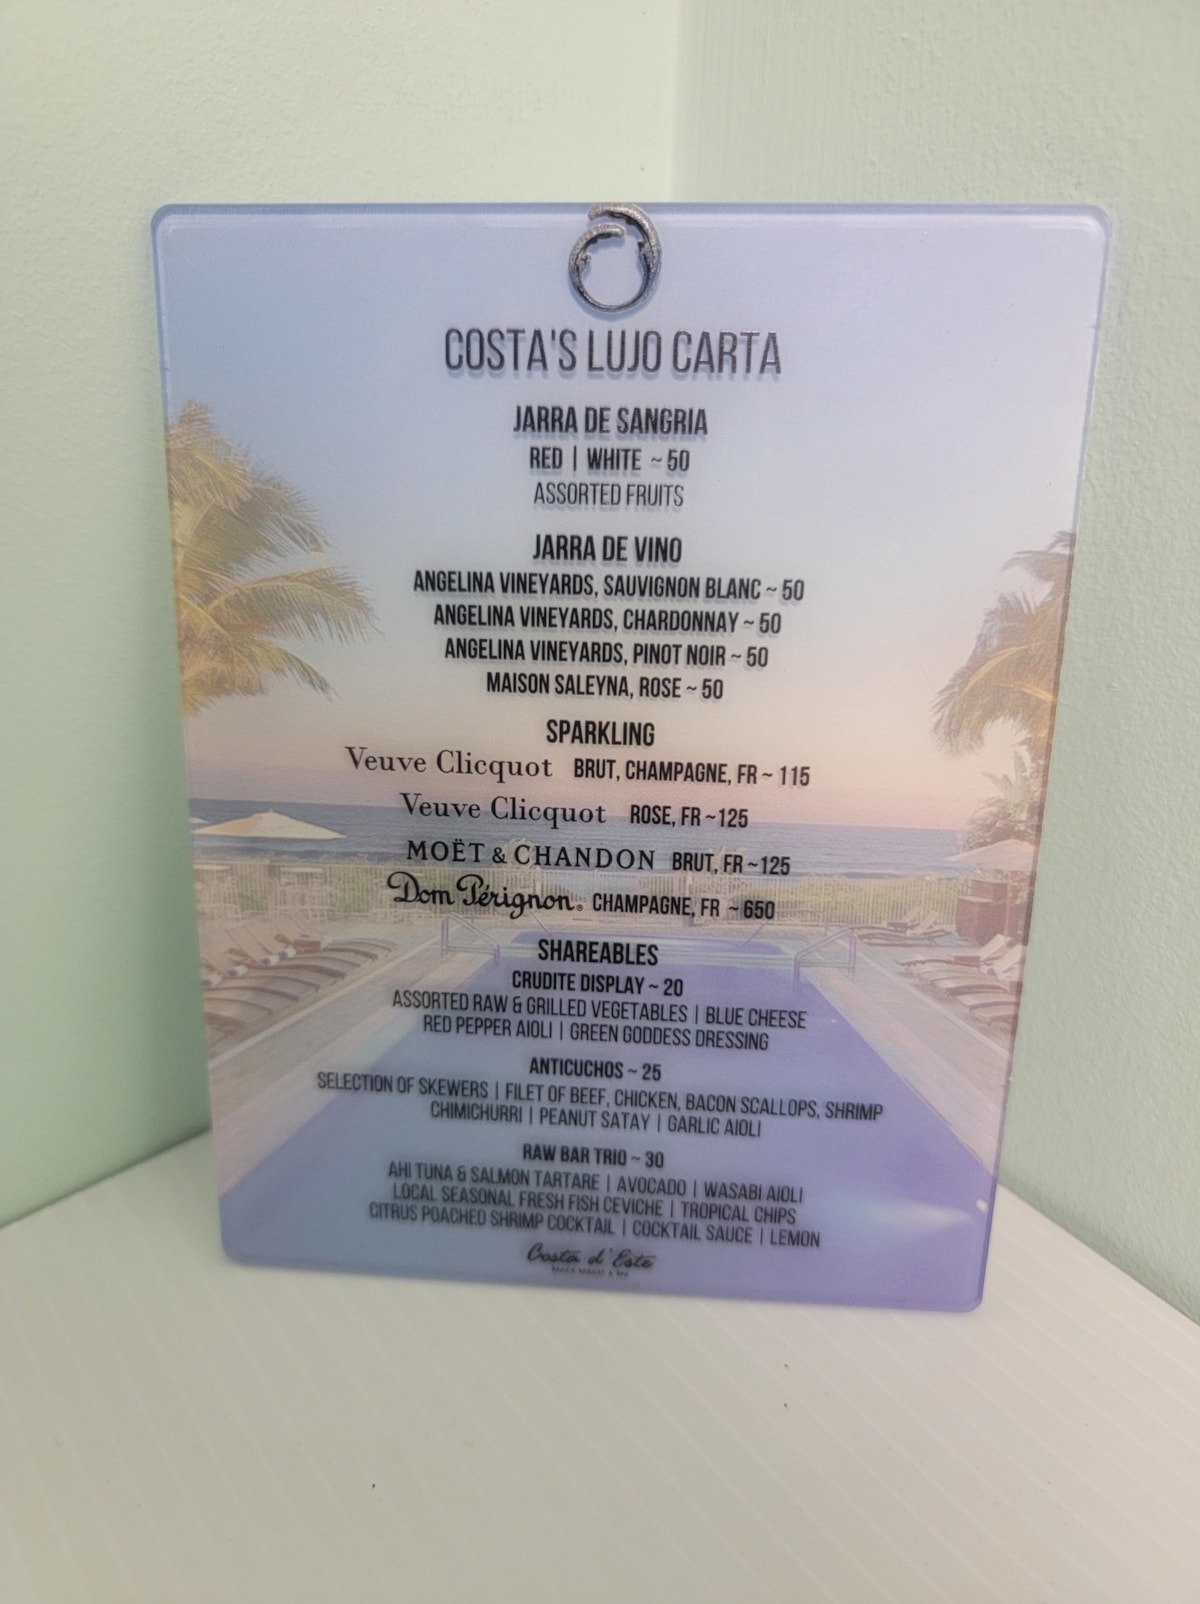 COSTA'S LUJO CARTA
JARRA DE SANGRIA
RED | WHITE ~ 50
ASSORTED FRUITS
JARRA DE VINO
ANGELINA VINEYARDS, SAUVIGNON BLANC ~ 50
ANGELINA VINEYARDS, CHARDONNAY ~ 50
ANGELINA VINEYARDS, PINOT NOIR ~ 50
MAISON SALEYNA, ROSE ~ 50
SPARKLING
Veuve Clicquot BRUT, CHAMPAGNE, FR ~ 115
Veuve Clicquot ROSE, FR ~125
MOËT & CHANDON BRUT, FR ~125
Dom Pérignon® CHAMPAGNE, FR ~ 650
SHAREABLES
CRUDITE DISPLAY ~ 20
ASSORTED RAW & GRILLED VEGETABLES | BLUE CHEESE
RED PEPPER AIOLI | GREEN GODDESS DRESSING
ANTICUCHOS ~ 25
SELECTION OF SKEWERS | FILET OF BEEF, CHICKEN, BACON SCALLOPS, SHRIMP
CHIMICHURRI | PEANUT SATAY | GARLIC AIOLI
RAW BAR TRIO ~ 30
AHI TUNA & SALMON TARTARE | AVOCADO | WASABI AIOLI
LOCAL SEASONAL FRESH FISH CEVICHE | TROPICAL CHIPS
CITRUS POACHED SHRIMP COCKTAIL | COCKTAIL SAUCE | LEMON
Costa d'Este
BEACH RESORT & SPA